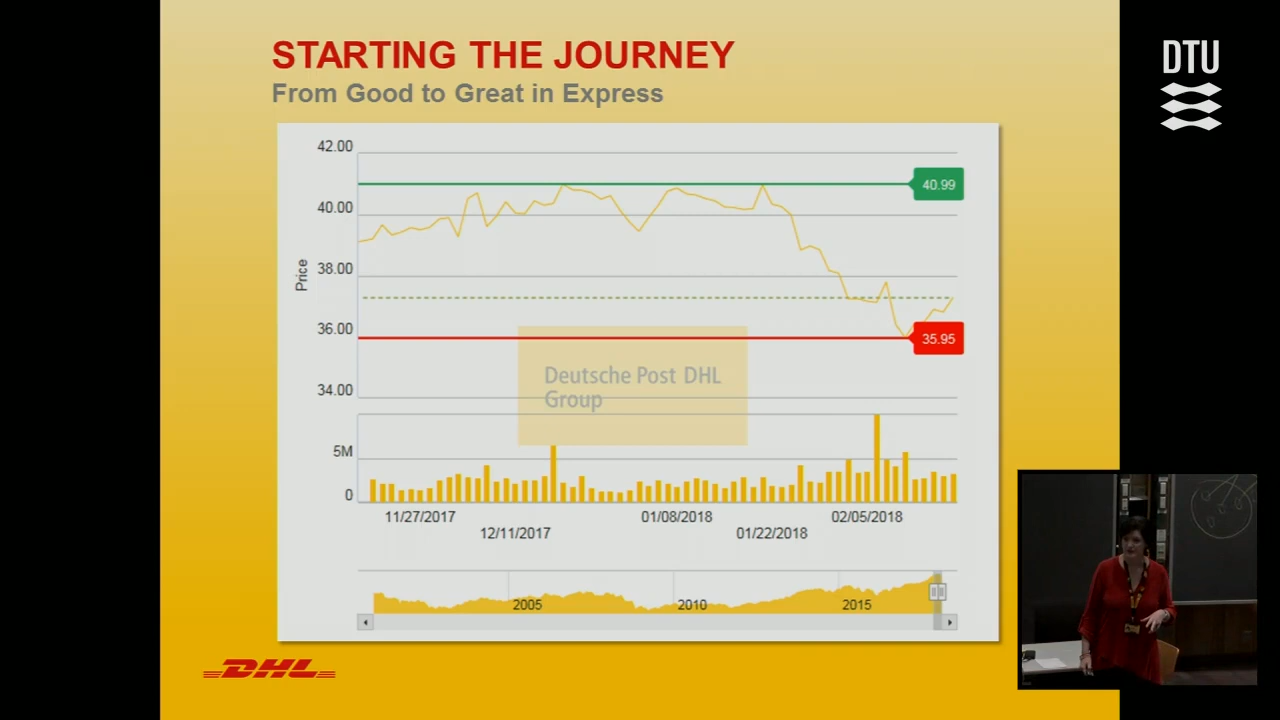 STARTING THE JOURNEY
From Good to Great in Express
DTU
42.00
40.99
40.00
Price
38.00
36.00
35.95
34.00
Deutsche Post DHL
Group
5M
0
11/27/2017
12/11/2017
01/08/2018
01/22/2018
02/05/2018
2005
2010
2015
DHL